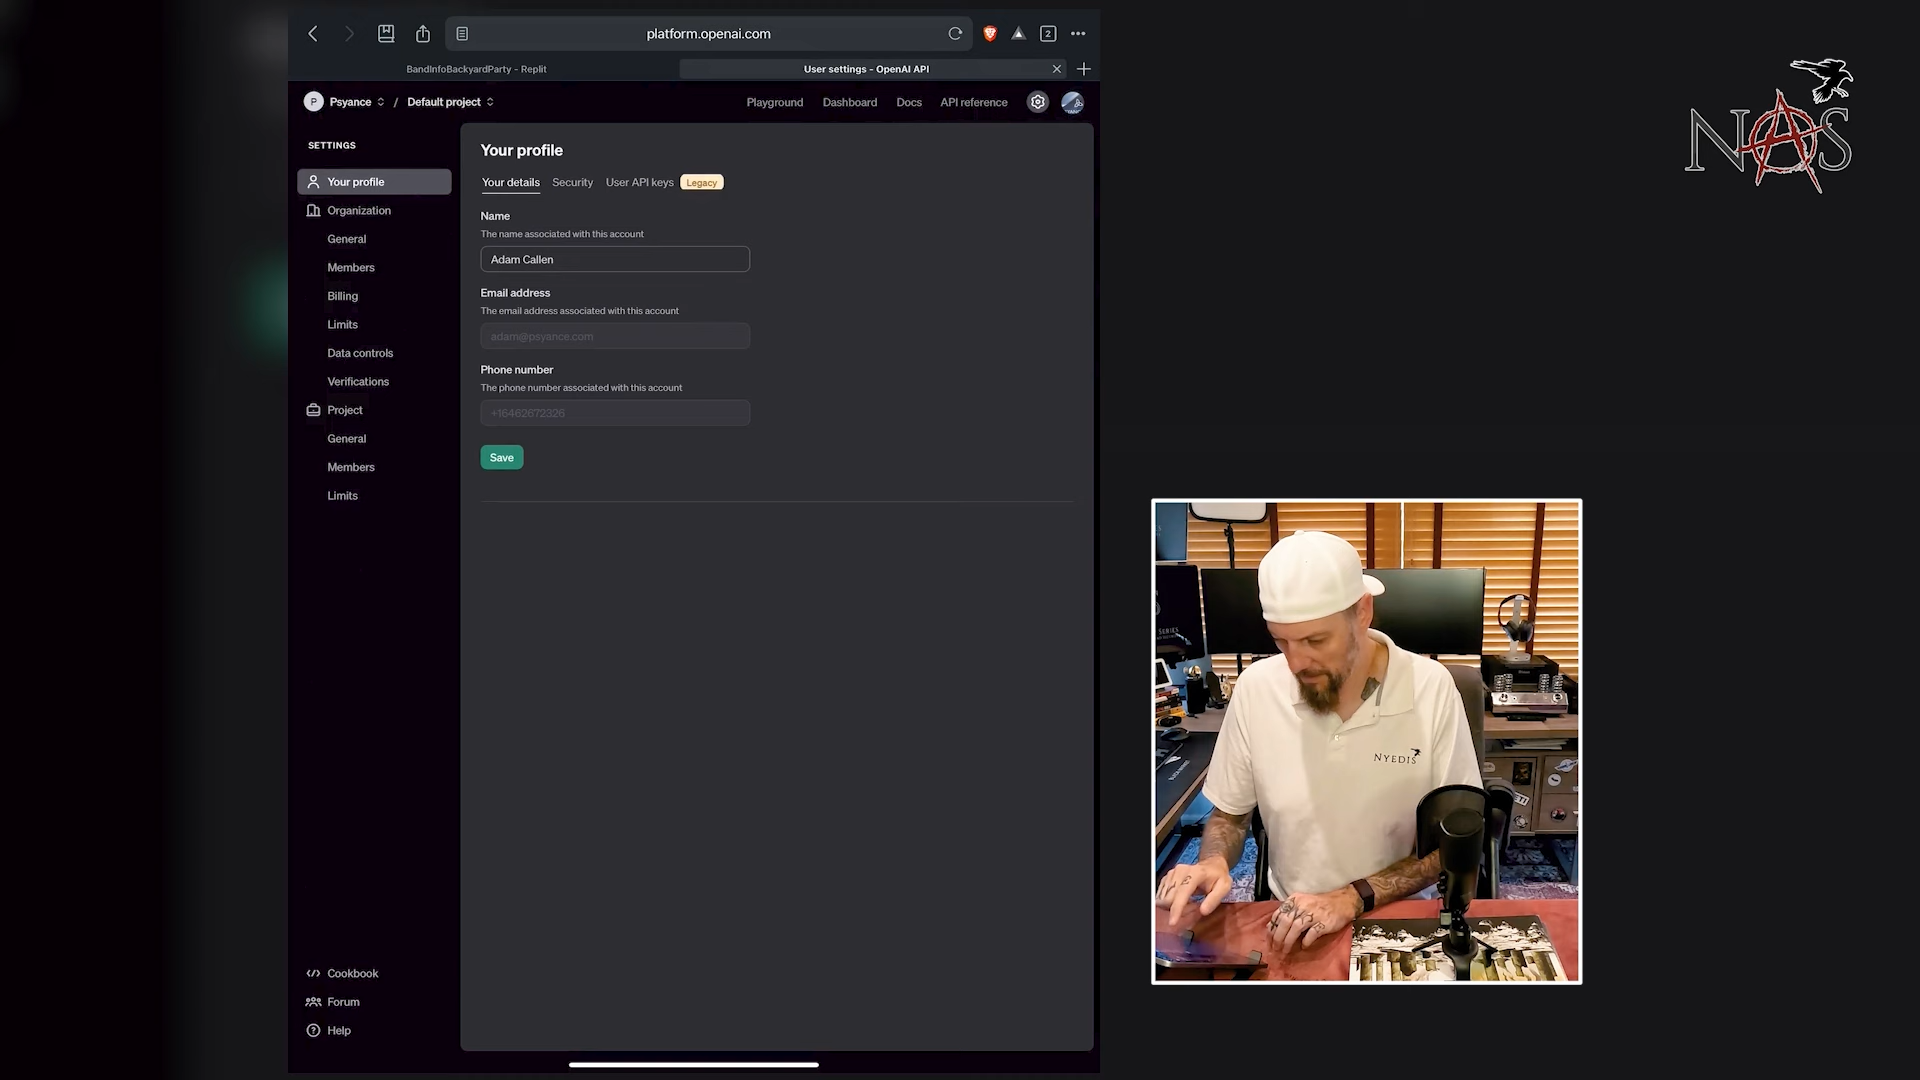 platform.openai.com
2
BandInfoBackyardParty - Replit
User settings - OpenAI API
P Psyance / Default project
Playground
Dashboard
Docs
API reference
NAS
SETTINGS
Your profile
Organization
General
Members
Billing
Limits
Data controls
Verifications
Project
General
Members
Limits
Cookbook
Forum
Help
Your profile
Your details
Security
User API keys
Legacy
Name
The name associated with this account
Adam Callen
Email address
The email address associated with this account
adam@psyance.com
Phone number
The phone number associated with this account
+16462672326
Save
SERIES
NYEDIS